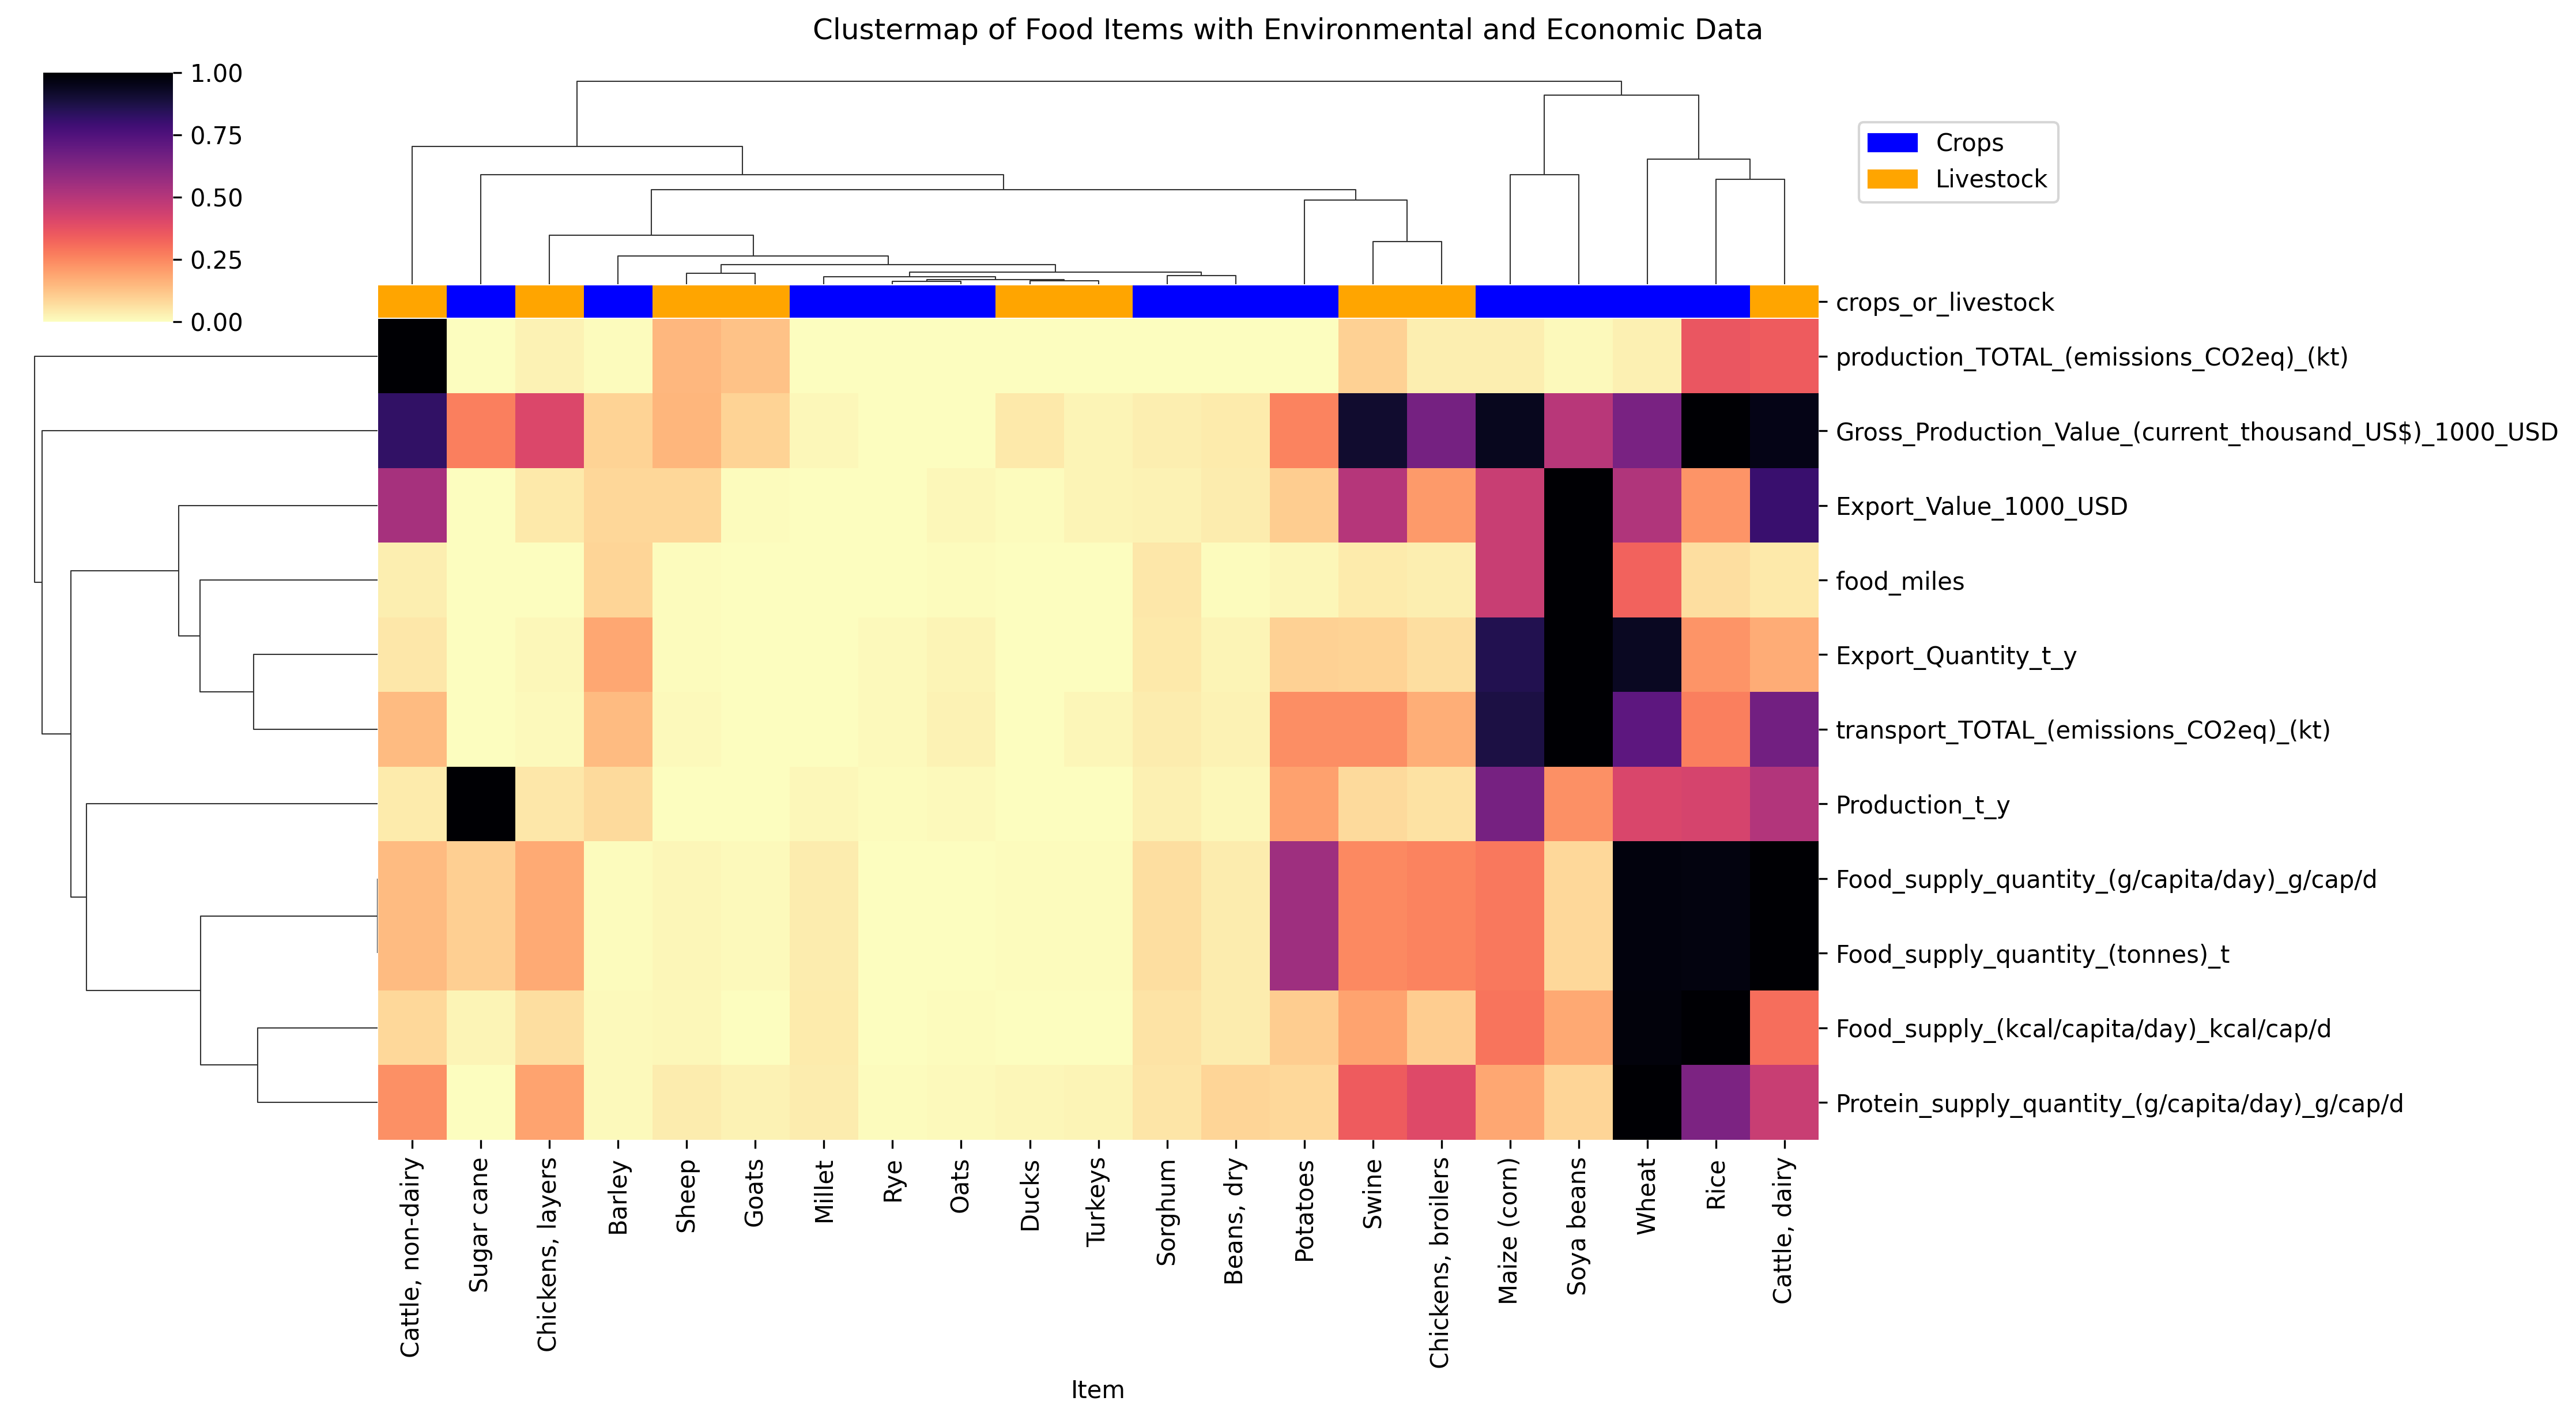 Clustermap of Food Items with Environmental and Economic Data
1.00
0.75
0.50
0.25
0.00
Crops
Livestock
crops_or_livestock
production_TOTAL_(emissions_CO2eq)_(kt)
Gross_Production_Value_(current_thousand_US$)_1000_USD
Export_Value_1000_USD
food_miles
Export_Quantity_t_y
transport_TOTAL_(emissions_CO2eq)_(kt)
Production_t_y
Food_supply_quantity_(g/capita/day)_g/cap/d
Food_supply_quantity_(tonnes)_t
Food_supply_(kcal/capita/day)_kcal/cap/d
Protein_supply_quantity_(g/capita/day)_g/cap/d
Cattle, non-dairy
Sugar cane
Chickens, layers
Barley
Sheep
Goats
Millet
Rye
Oats
Ducks
Turkeys
Sorghum
Beans, dry
Potatoes
Swine
Chickens, broilers
Maize (corn)
Soya beans
Wheat
Rice
Cattle, dairy
Item